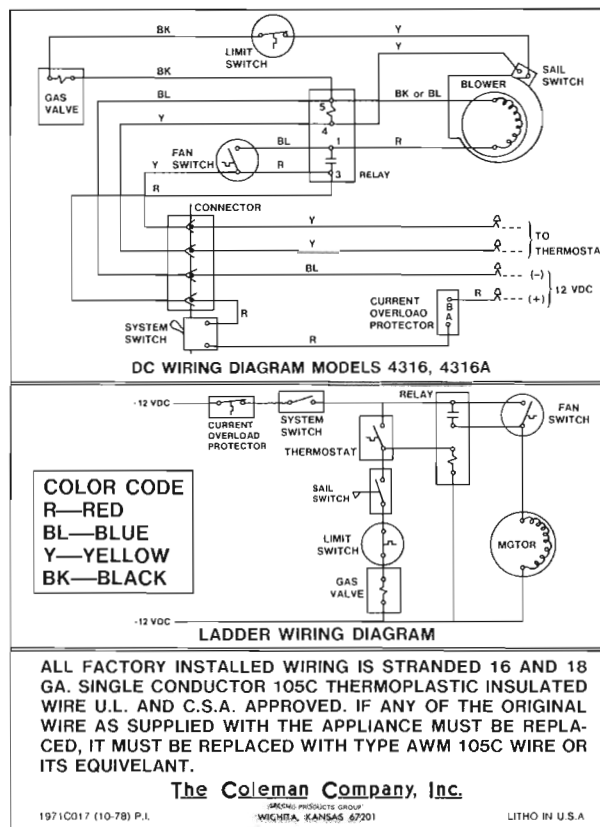 BK
Y
LIMIT
SWITCH
Y
GAS
VALVE
BK
SAIL
SWITCH
BLOWER
BL
5
BK or BL
Y
4
FAN
SWITCH
BL
1
R
Y
R
3
RELAY
R
CONNECTOR
Y
TO
THERMOSTA
Y
BL
(-)
12 VDC
R
(+)
CURRENT
OVERLOAD
PROTECTOR
B
A
SYSTEM
SWITCH
R
R
DC WIRING DIAGRAM MODELS 4316, 4316A
-12 VDC
CURRENT
OVERLOAD
PROTECTOR
SYSTEM
SWITCH
RELAY
FAN
SWITCH
THERMOSTAT
SAIL
SWITCH
LIMIT
SWITCH
MOTOR
GAS
VALVE
-12 VDC
COLOR CODE
R—RED
BL—BLUE
Y—YELLOW
BK—BLACK
LADDER WIRING DIAGRAM
ALL FACTORY INSTALLED WIRING IS STRANDED 16 AND 18
GA. SINGLE CONDUCTOR 105C THERMOPLASTIC INSULATED
WIRE U.L. AND C.S.A. APPROVED. IF ANY OF THE ORIGINAL
WIRE AS SUPPLIED WITH THE APPLIANCE MUST BE REPLA-
CED, IT MUST BE REPLACED WITH TYPE AWM 105C WIRE OR
ITS EQUIVELANT.
The Coleman Company, Inc.
PRODUCTS GROUP
WICHITA, KANSAS 67201
1971C017 (10-78) P.I.
LITHO IN U.S.A